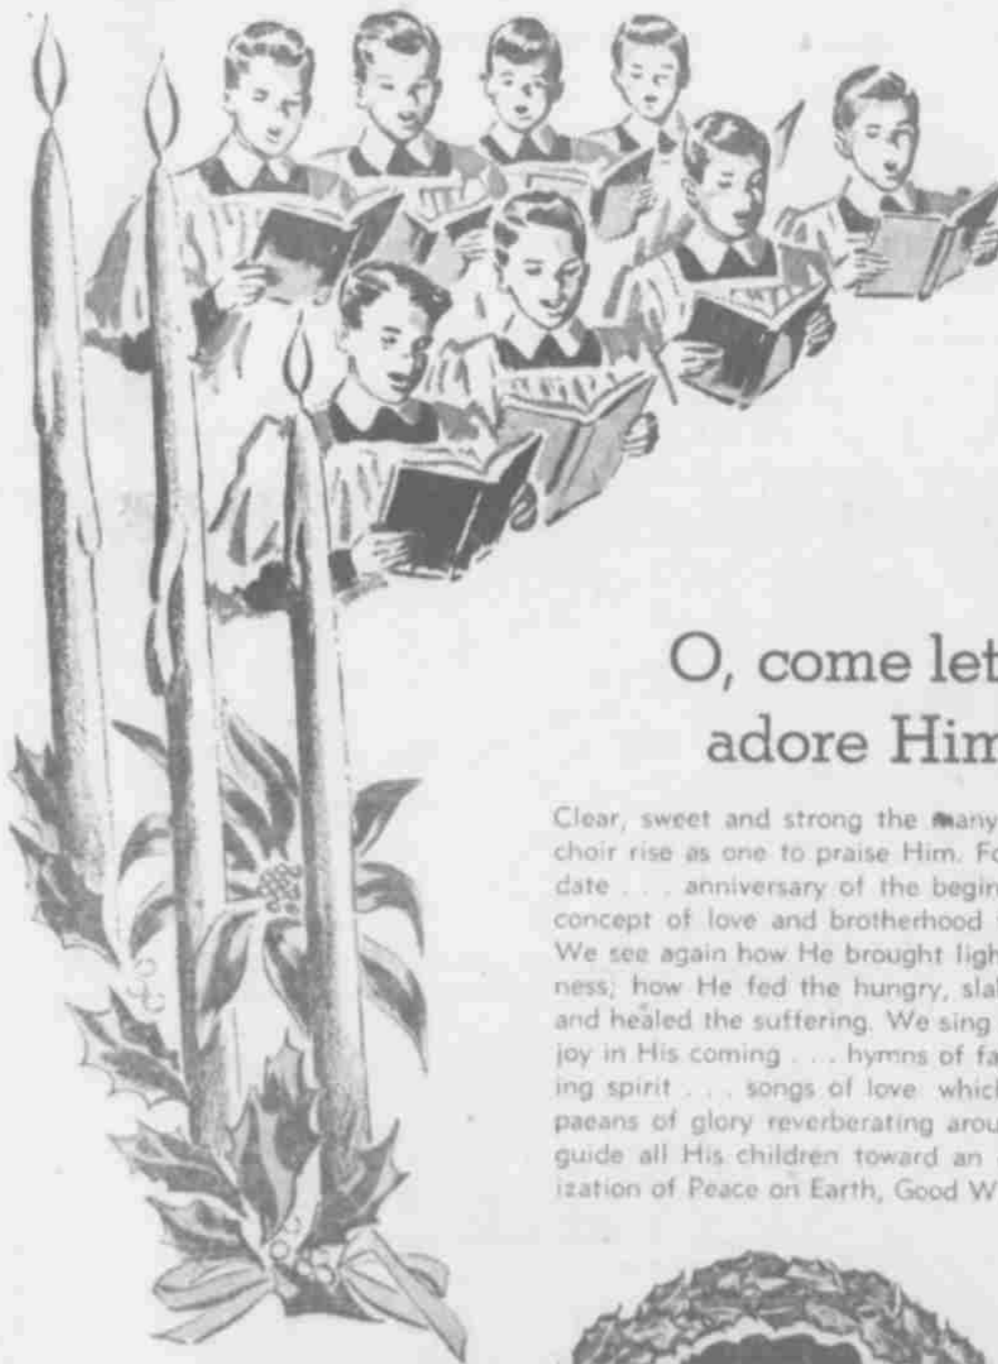 O, come let
adore Him
Clear, sweet and strong the many
choir rise as one to praise Him. Fo
date . . . anniversary of the begin
concept of love and brotherhood
We see again how He brought ligh
ness; how He fed the hungry, sla
and healed the suffering. We sing
joy in His coming . . . hymns of fa
ing spirit . . . songs of love which
paeans of glory reverberating arou
guide all His children toward an
ization of Peace on Earth, Good W